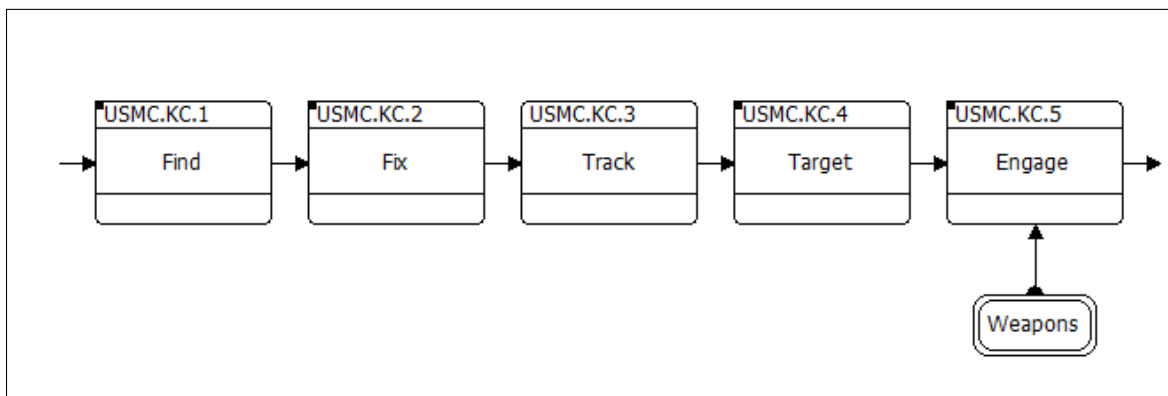 USMC.KC.1
Find
USMC.KC.2
Fix
USMC.KC.3
Track
USMC.KC.4
Target
USMC.KC.5
Engage
Weapons